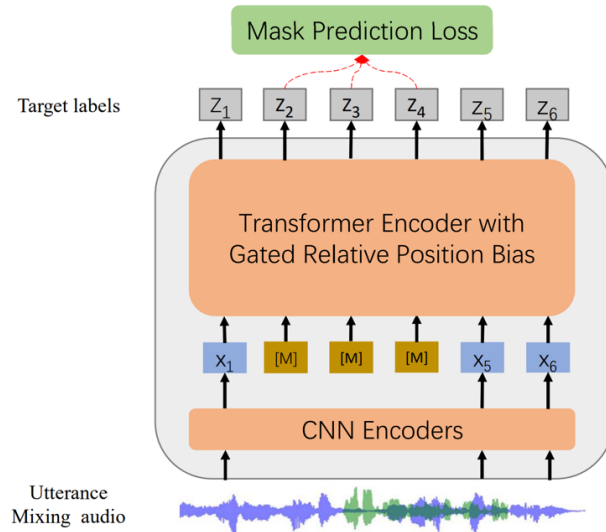 Mask Prediction Loss
Target labels
Z1 Z2 Z3 Z4 Z5 Z6
Transformer Encoder with
Gated Relative Position Bias
X1 [M] [M] [M] X5 X6
CNN Encoders
Utterance
Mixing audio